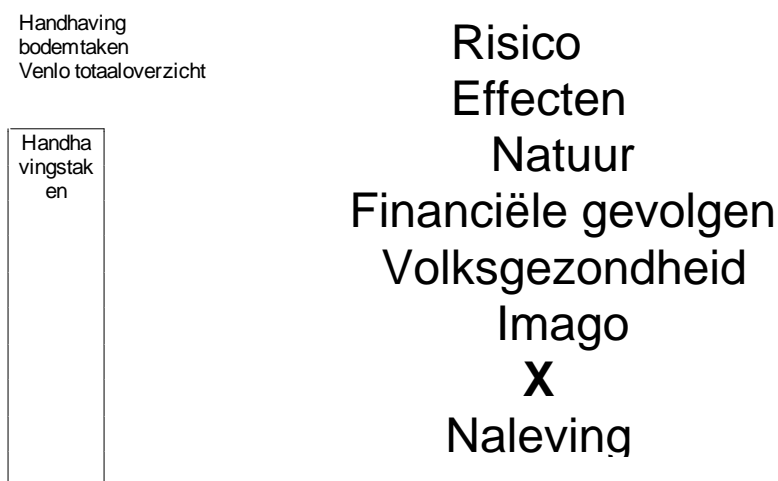 Handhaving
bodemtaken
Venlo totaaloverzicht
Handha
vingstak
en
Risico
Effecten
Natuur
Financiële gevolgen
Volksgezondheid
Imago
X
Naleving